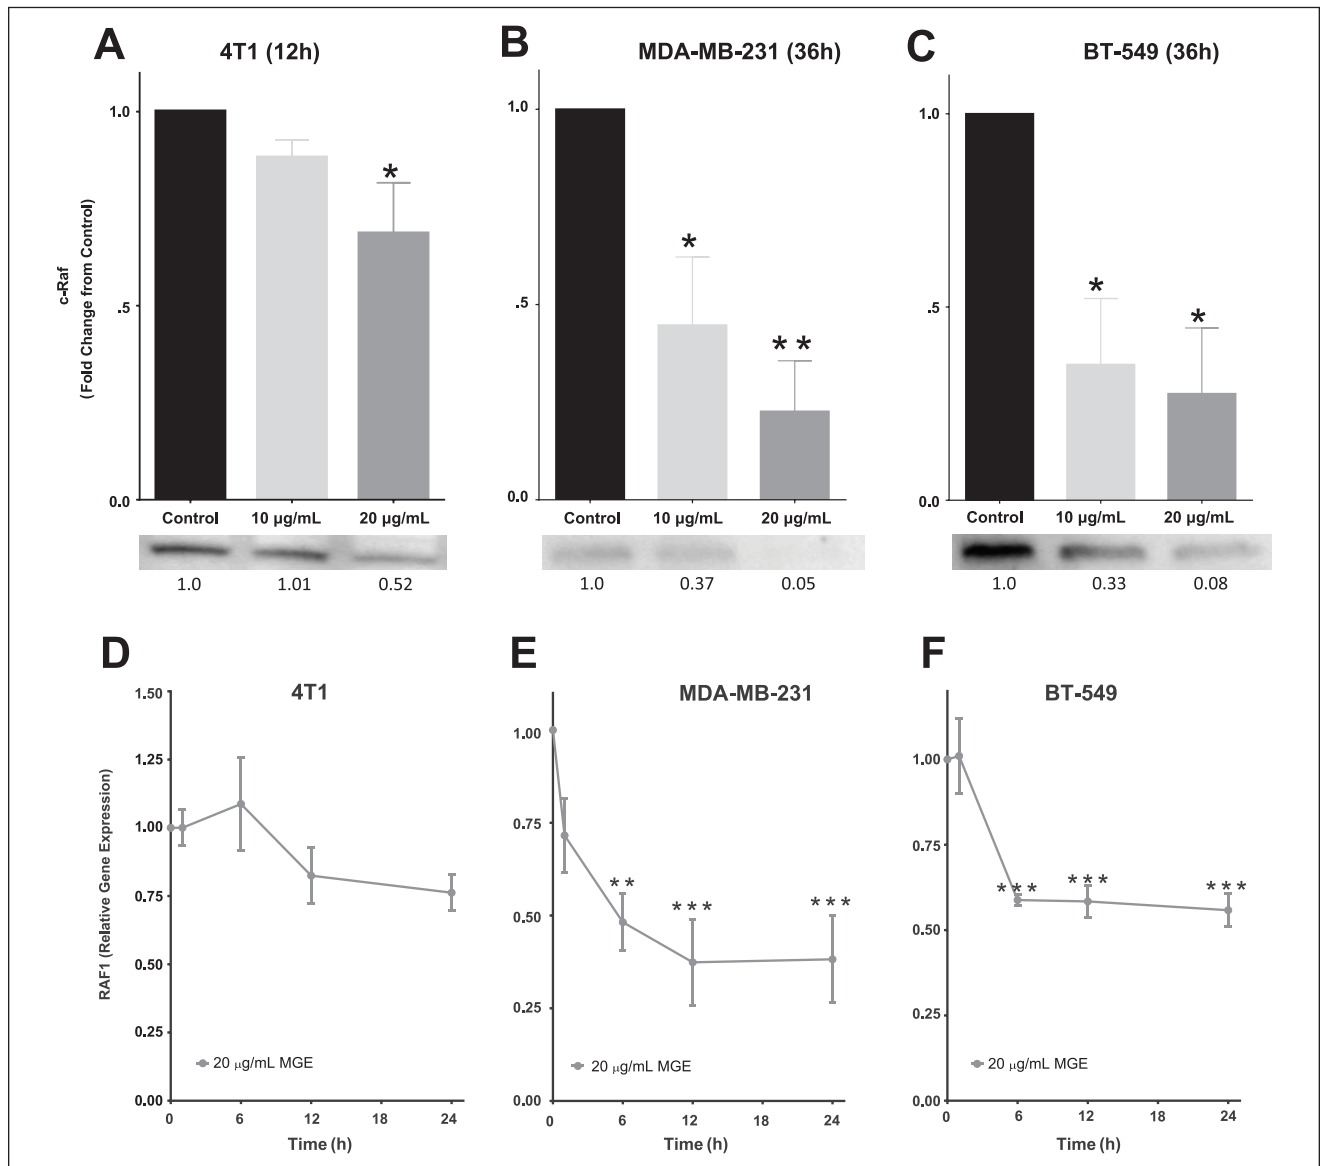 A
4T1 (12h)
c-Raf
(Fold Change from Control)
1.0
.5
0.0
*
Control 10 µg/mL 20 µg/mL
1.0 1.01 0.52
B
MDA-MB-231 (36h)
1.0
.5
0.0
*
* *
Control 10 µg/mL 20 µg/mL
1.0 0.37 0.05
C
BT-549 (36h)
1.0
.5
.0
*
*
Control 10 µg/mL 20 µg/mL
1.0 0.33 0.08
D
4T1
RAF1 (Relative Gene Expression)
1.50
1.25
1.00
0.75
0.50
0.25
0.00
20 µg/mL MGE
0 6 12 18 24
Time (h)
E
MDA-MB-231
1.00
0.75
0.50
0.25
0.00
** *** ***
20 µg/mL MGE
0 6 12 18 24
Time (h)
F
BT-549
1.00
0.75
0.50
0.25
0.00
*** *** ***
20 µg/mL MGE
0 6 12 18 24
Time (h)